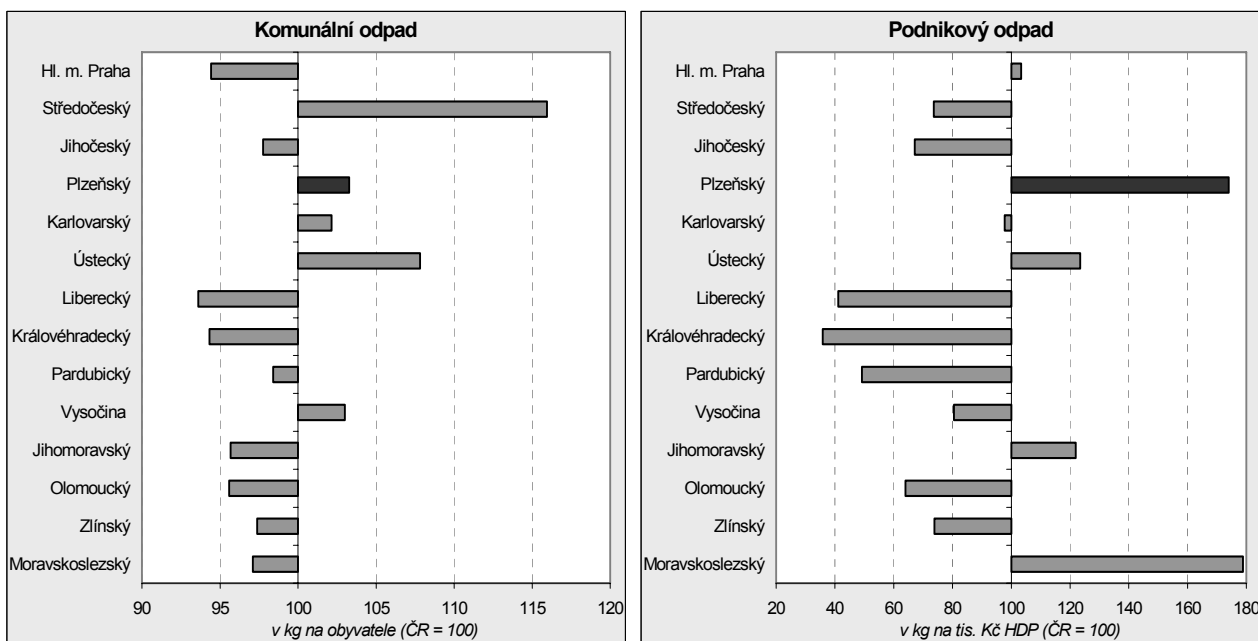 Komunální odpad
Hl. m. Praha
Středočeský
Jihočeský
Plzeňský
Karlovarský
Ústecký
Liberecký
Královéhradecký
Pardubický
Vysočina
Jihomoravský
Olomoucký
Zlínský
Moravskoslezský
90 95 100 105 110 115 120
v kg na obyvatele (ČR = 100)
Podnikový odpad
Hl. m. Praha
Středočeský
Jihočeský
Plzeňský
Karlovarský
Ústecký
Liberecký
Královéhradecký
Pardubický
Vysočina
Jihomoravský
Olomoucký
Zlínský
Moravskoslezský
20 40 60 80 100 120 140 160 180
v kg na tis. Kč HDP (ČR = 100)